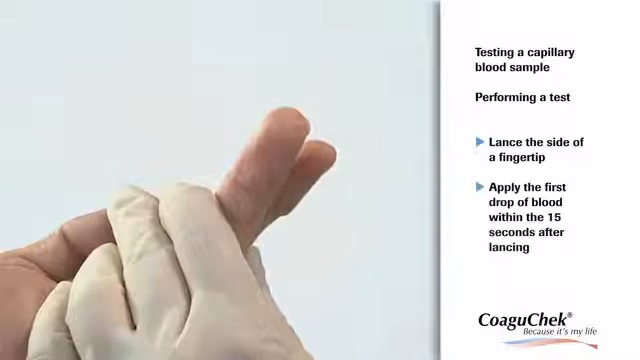 Testing a capillary
blood sample
Performing a test
Lance the side of
a fingertip
Apply the first
drop of blood
within the 15
seconds after
lancing
CoaguChek®
Because it's my life